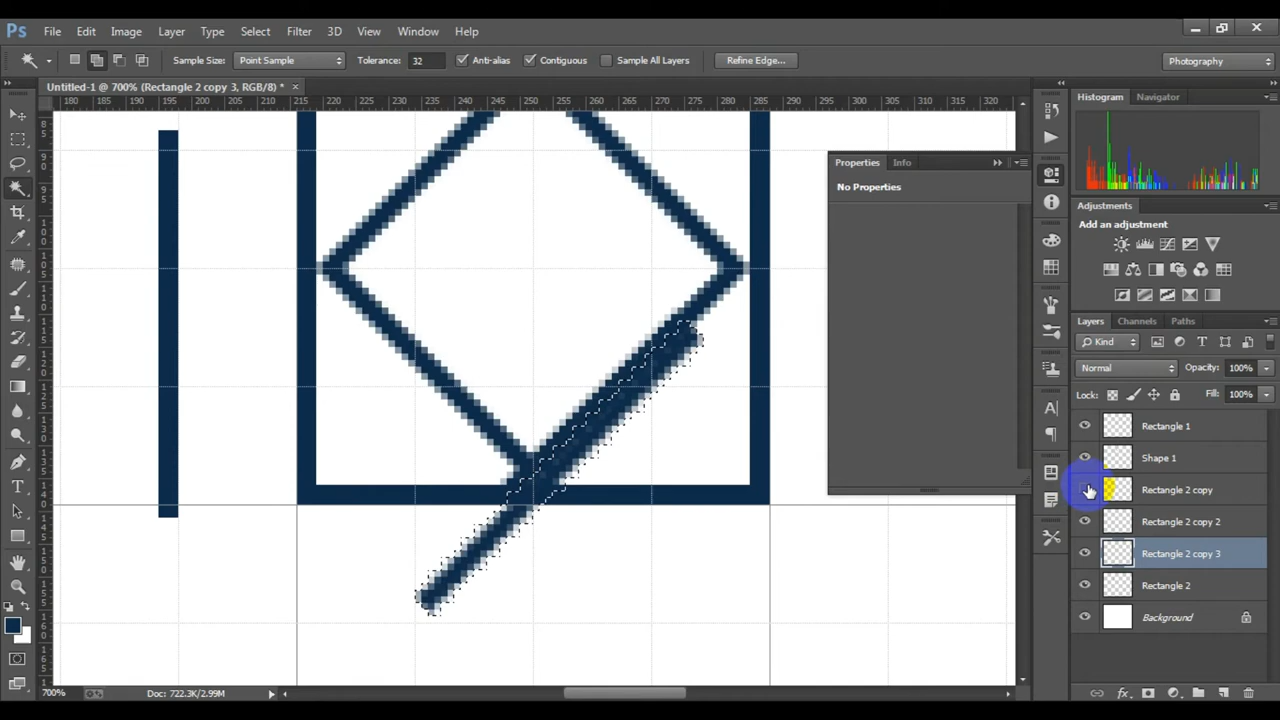 Ps File Edit Image Layer Type Select Filter 3D View Window Help
Sample Size: Point Sample Tolerance: 32 Anti-alias Contiguous Sample All Layers Refine Edge... Photography
Untitled-1 @ 700% (Rectangle 2 copy 3, RGB/8) * ×
180 185 190 195 200 205 210 215 220 225 230 235 240 245 250 255 260 265 270 275 280 285 290 295 300 305 310 315 320
Histogram Navigator
Properties Info
No Properties
Adjustments
Add an adjustment
Layers Channels Paths
Kind
Normal Opacity: 100%
Lock: Fill: 100%
Rectangle 1
Shape 1
Rectangle 2 copy
Rectangle 2 copy 2
Rectangle 2 copy 3
Rectangle 2
Background
700% Doc: 722.3K/2.99M